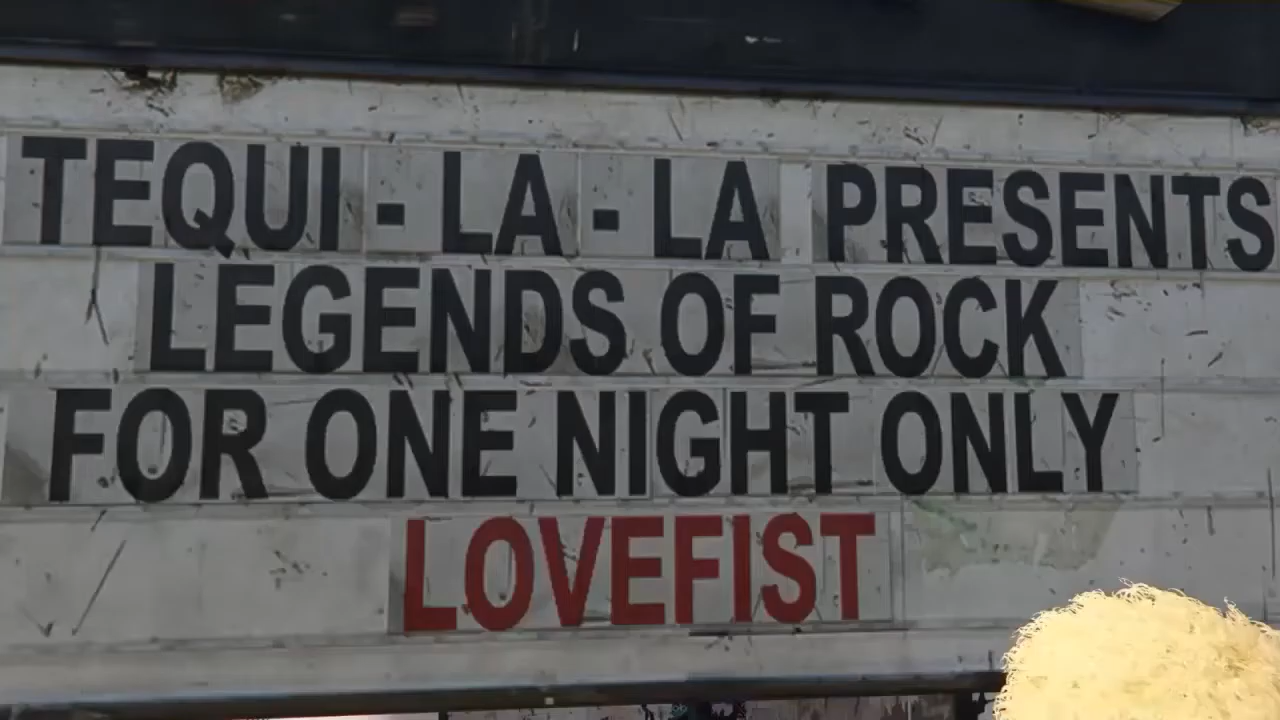 TEQUI-LA-LA PRESENTS
LEGENDS OF ROCK
FOR ONE NIGHT ONLY
LOVEFIST